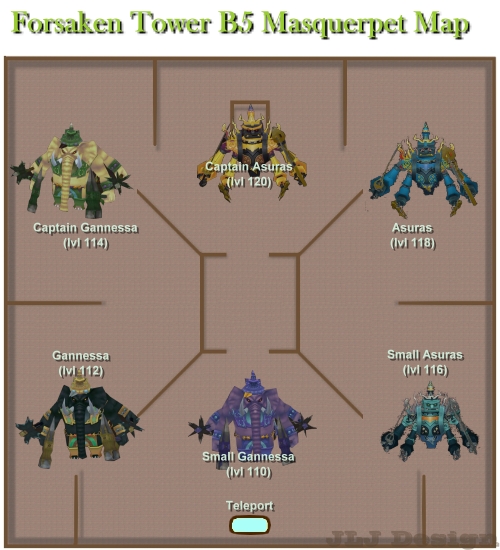 Forsaken Tower B5 Masquerpet Map
Captain Asuras
(lvl 120)
Captain Gannessa
(lvl 114)
Asuras
(lvl 118)
Gannessa
(lvl 112)
Small Asuras
(lvl 116)
Small Gannessa
(lvl 110)
Teleport
JLJ Design